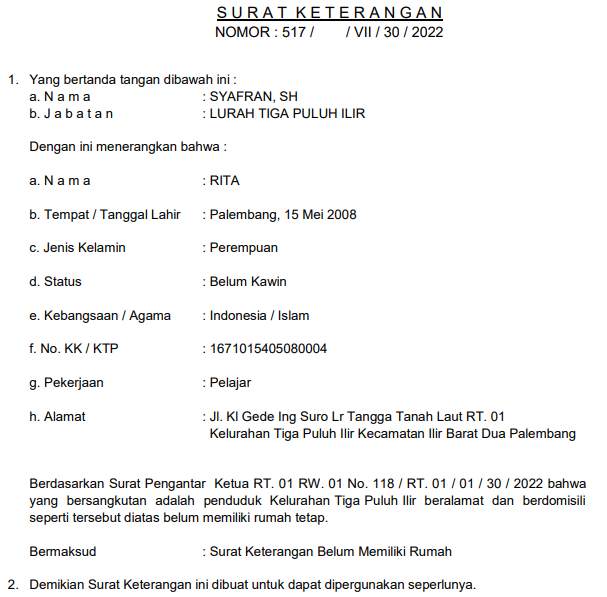 S U R A T  K E T E R A N G A N
NOMOR : 517 /        / VII / 30 / 2022
1. Yang bertanda tangan dibawah ini :
a. N a m a : SYAFRAN, SH
b. J a b a t a n : LURAH TIGA PULUH ILIR
Dengan ini menerangkan bahwa :
a. N a m a : RITA
b. Tempat / Tanggal Lahir : Palembang, 15 Mei 2008
c. Jenis Kelamin : Perempuan
d. Status : Belum Kawin
e. Kebangsaan / Agama : Indonesia / Islam
f. No. KK / KTP : 1671015405080004
g. Pekerjaan : Pelajar
h. Alamat : Jl. KI Gede Ing Suro Lr Tangga Tanah Laut RT. 01
Kelurahan Tiga Puluh Ilir Kecamatan Ilir Barat Dua Palembang
Berdasarkan Surat Pengantar Ketua RT. 01 RW. 01 No. 118 / RT. 01 / 01 / 30 / 2022 bahwa
yang bersangkutan adalah penduduk Kelurahan Tiga Puluh Ilir beralamat dan berdomisili
seperti tersebut diatas belum memiliki rumah tetap.
Bermaksud : Surat Keterangan Belum Memiliki Rumah
2. Demikian Surat Keterangan ini dibuat untuk dapat dipergunakan seperlunya.